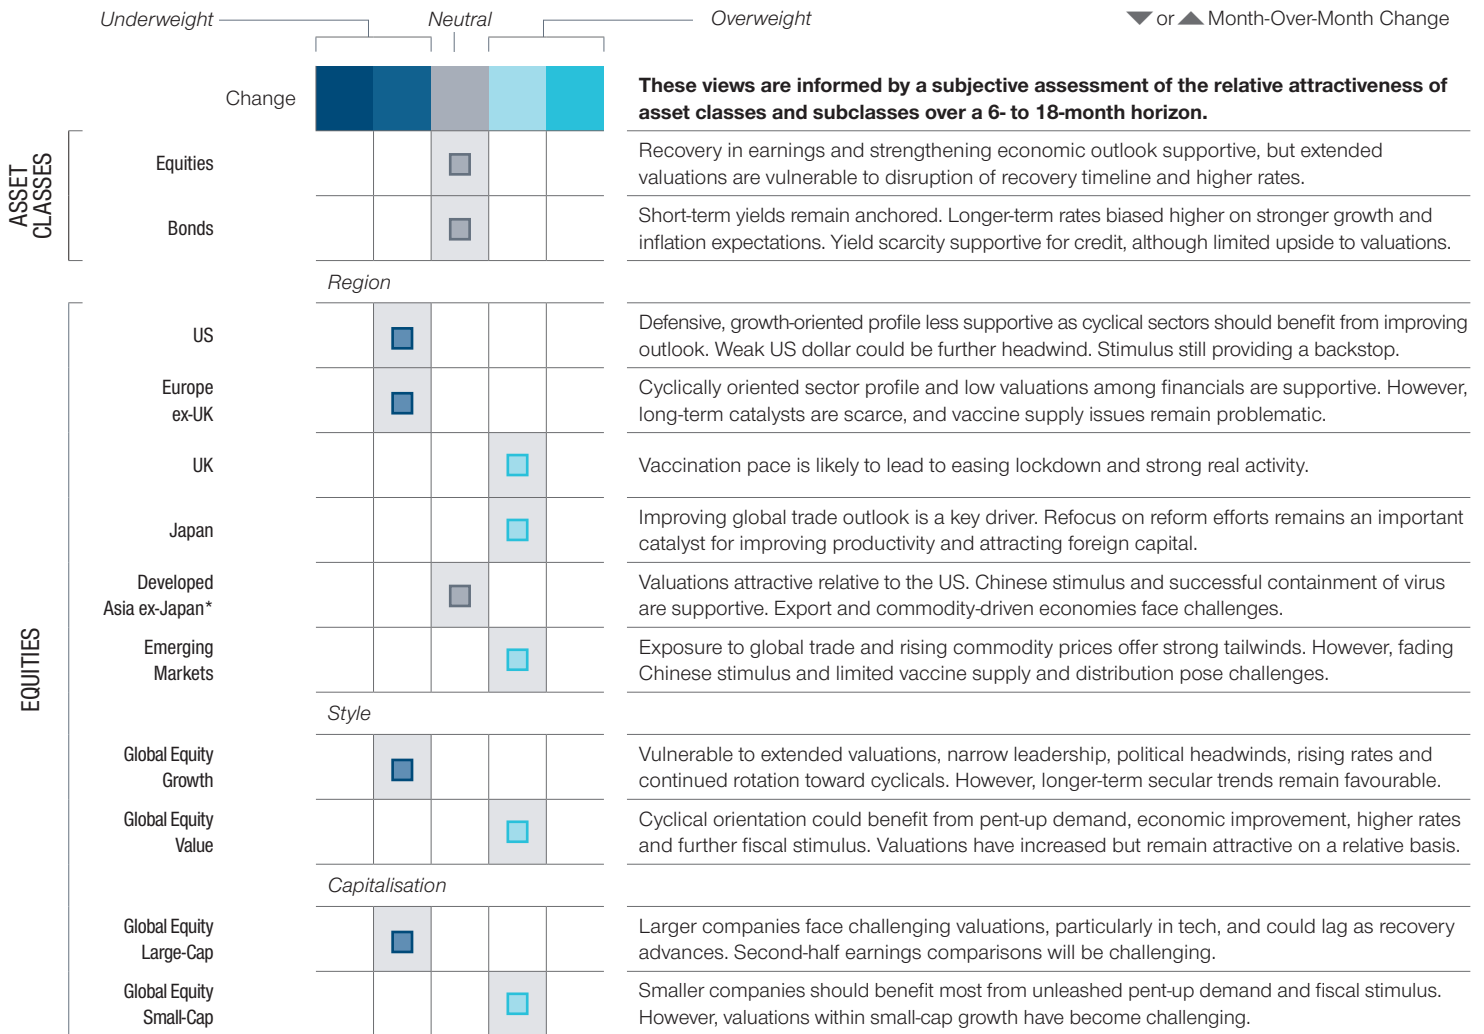 Underweight
Neutral
Overweight
▼ or ▲ Month-Over-Month Change
Change
These views are informed by a subjective assessment of the relative attractiveness of
asset classes and subclasses over a 6- to 18-month horizon.
ASSET
CLASSES
Equities
Recovery in earnings and strengthening economic outlook supportive, but extended
valuations are vulnerable to disruption of recovery timeline and higher rates.
Bonds
Short-term yields remain anchored. Longer-term rates biased higher on stronger growth and
inflation expectations. Yield scarcity supportive for credit, although limited upside to valuations.
EQUITIES
Region
US
Defensive, growth-oriented profile less supportive as cyclical sectors should benefit from improving
outlook. Weak US dollar could be further headwind. Stimulus still providing a backstop.
Europe
ex-UK
Cyclically oriented sector profile and low valuations among financials are supportive. However,
long-term catalysts are scarce, and vaccine supply issues remain problematic.
UK
Vaccination pace is likely to lead to easing lockdown and strong real activity.
Japan
Improving global trade outlook is a key driver. Refocus on reform efforts remains an important
catalyst for improving productivity and attracting foreign capital.
Developed
Asia ex-Japan*
Valuations attractive relative to the US. Chinese stimulus and successful containment of virus
are supportive. Export and commodity-driven economies face challenges.
Emerging
Markets
Exposure to global trade and rising commodity prices offer strong tailwinds. However, fading
Chinese stimulus and limited vaccine supply and distribution pose challenges.
Style
Global Equity
Growth
Vulnerable to extended valuations, narrow leadership, political headwinds, rising rates and
continued rotation toward cyclicals. However, longer-term secular trends remain favourable.
Global Equity
Value
Cyclical orientation could benefit from pent-up demand, economic improvement, higher rates
and further fiscal stimulus. Valuations have increased but remain attractive on a relative basis.
Capitalisation
Global Equity
Large-Cap
Larger companies face challenging valuations, particularly in tech, and could lag as recovery
advances. Second-half earnings comparisons will be challenging.
Global Equity
Small-Cap
Smaller companies should benefit most from unleashed pent-up demand and fiscal stimulus.
However, valuations within small-cap growth have become challenging.